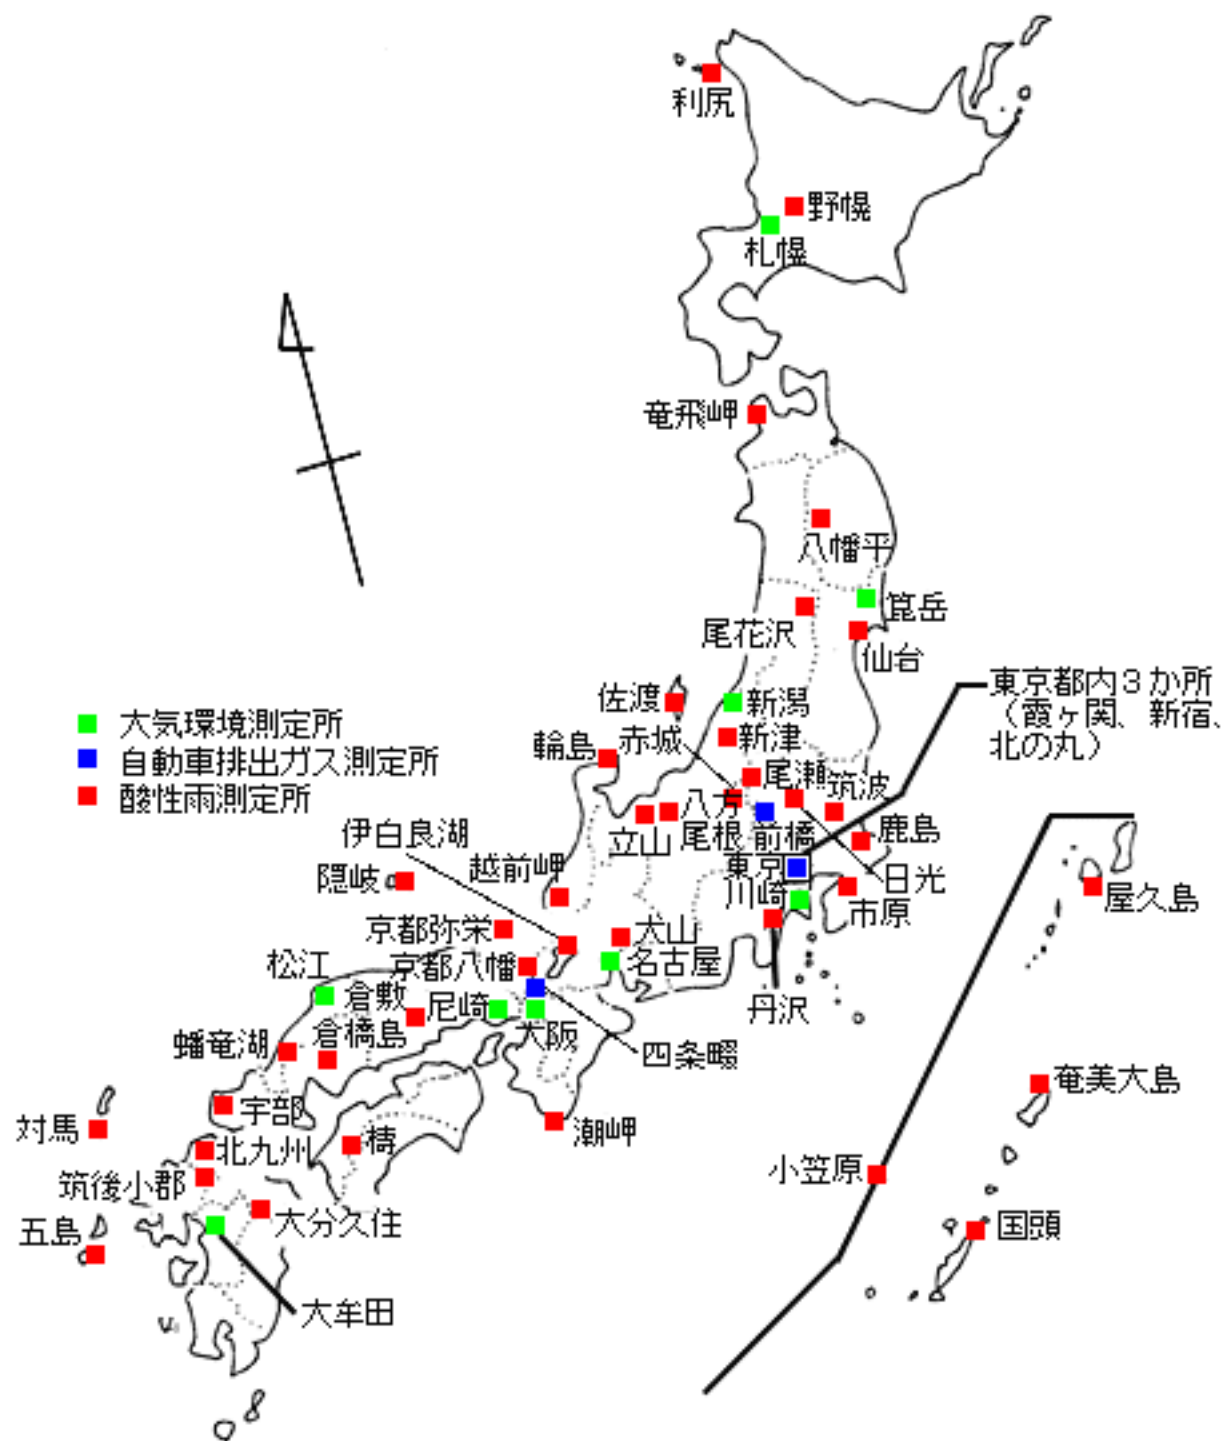 利尻
野幌
札幌
竜飛岬
八幡平
箆岳
尾花沢
仙台
東京都内3か所
（霞ヶ関、新宿、
北の丸）
佐渡
新潟
赤城
新津
輪島
尾瀬
筑波
大気環境測定所
自動車排出ガス測定所
酸性雨測定所
八方
尾根
前橋
立山
鹿島
伊自良湖
越前岬
東京
日光
隠岐
川崎
市原
屋久島
京都弥栄
犬山
松江
京都八幡
名古屋
倉敷
尼崎
丹沢
倉橋島
大阪
蟠竜湖
四条畷
奄美大島
宇部
対馬
潮岬
北九州
梼
小笠原
筑後小郡
五島
大分久住
国頭
大牟田